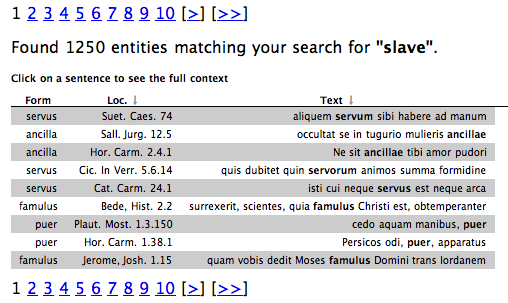 1 2 3 4 5 6 7 8 9 10 [>] [>>]
Found 1250 entities matching your search for "slave".
Click on a sentence to see the full context
Form Loc. ↓ Text ↓
servus Suet. Caes. 74 aliquem servum sibi habere ad manum
ancilla Sall. Jurg. 12.5 occultat se in tugurio mulieris ancillae
ancilla Hor. Carm. 2.4.1 Ne sit ancillae tibi amor pudori
servus Cic. In Verr. 5.6.14 quis dubitet quin servorum animos summa formidine
servus Cat. Carm. 24.1 isti cui neque servus est neque arca
famulus Bede, Hist. 2.2 surrexerit, scientes, quia famulus Christi est, obtemperanter
puer Plaut. Most. 1.3.150 cedo aquam manibus, puer
puer Hor. Carm. 1.38.1 Persicos odi, puer, apparatus
famulus Jerome, Josh. 1.15 quam vobis dedit Moses famulus Domini trans Iordanem
1 2 3 4 5 6 7 8 9 10 [>] [>>]